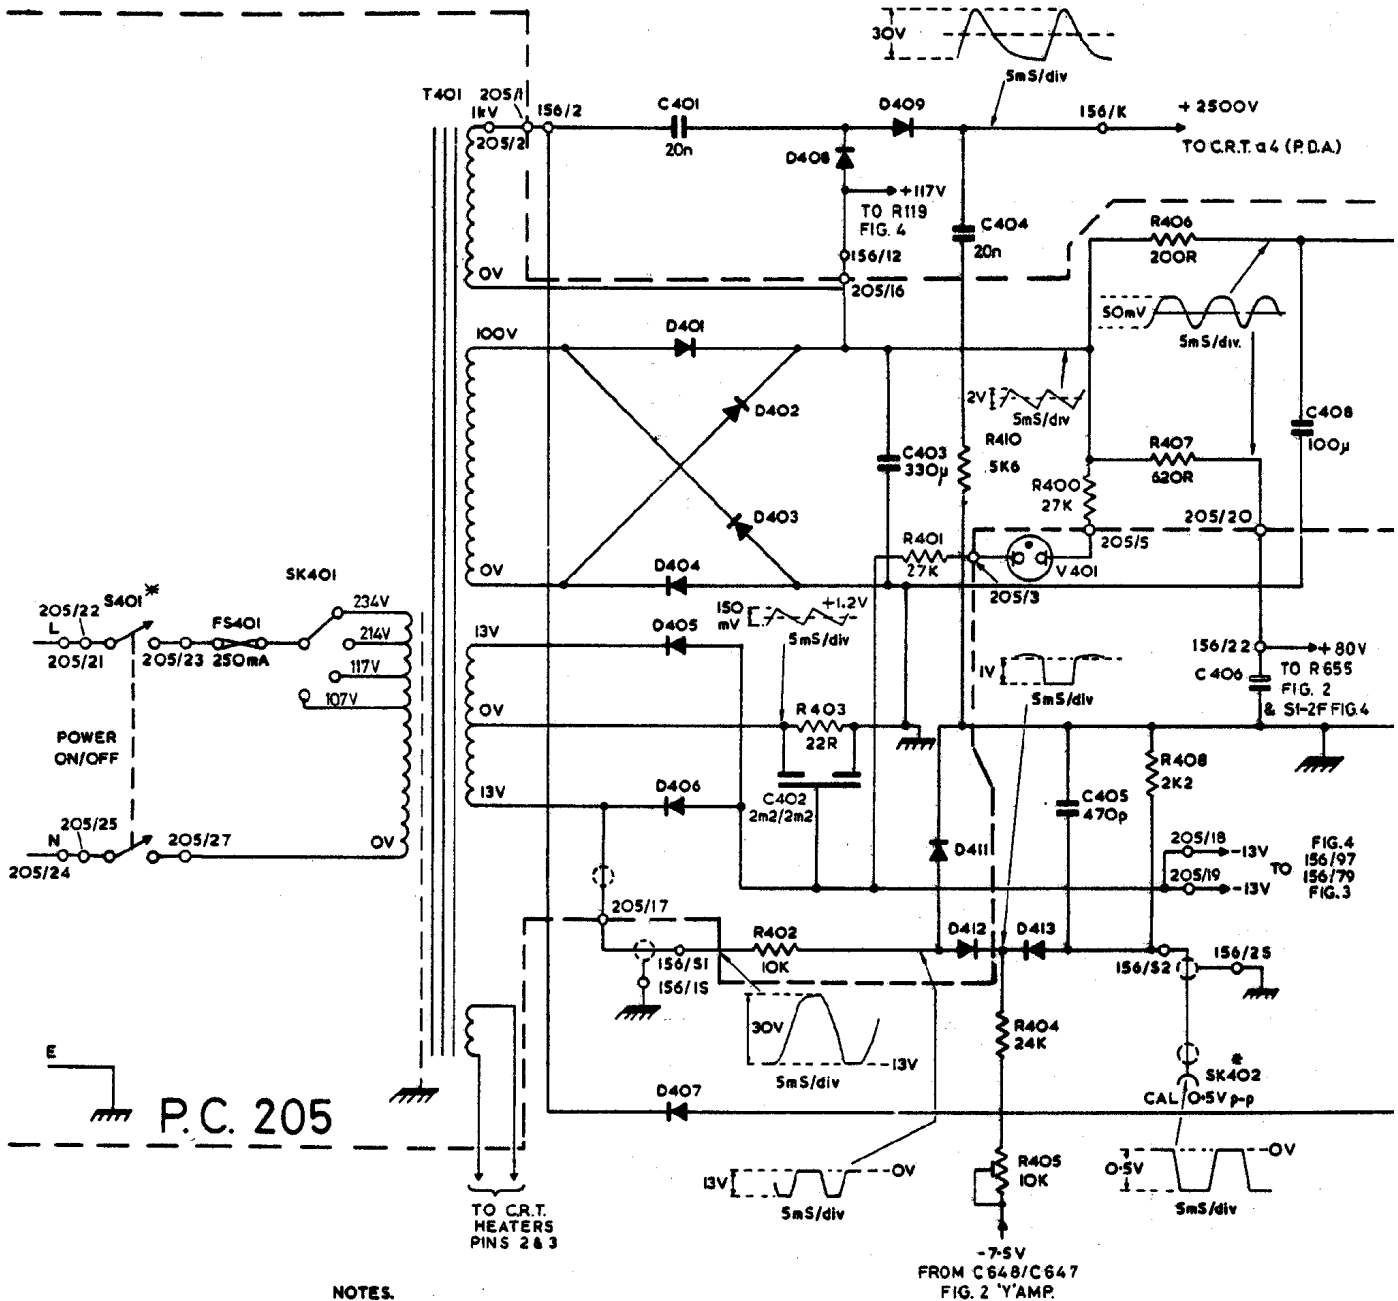 30V
5mS/div
T401
205/1
1kV
205/2
156/2
C401
20n
D409
D408
156/K
+2500V
TO C.R.T. a4 (P.D.A.)
+117V
TO R119
FIG. 4
156/12
205/16
0V
C404
20n
R406
200R
50mV
5mS/div.
100V
D401
D402
D403
D404
0V
2V
5mS/div
C403
330µ
R410
5K6
R407
620R
C408
100µ
R400
27K
205/20
205/5
R401
27K
V401
205/3
S401*
SK401
234V
214V
117V
107V
205/22
L
205/21
205/23
FS401
250mA
150
mV
+1.2V
5mS/div
13V
D405
1V
5mS/div
156/22
+80V
C406
TO R655
FIG. 2
& S1-2F FIG.4
0V
R403
22R
POWER
ON/OFF
13V
D406
C402
2m2/2m2
C405
470p
R408
2K2
N
205/25
205/27
0V
205/24
D411
205/18
-13V
205/19
-13V
TO
FIG.4
156/97
156/79
FIG.3
205/17
R402
10K
D412
D413
156/S1
156/1S
156/S2
156/2S
30V
-13V
5mS/div
R404
24K
E
P.C. 205
D407
*
SK402
CAL 0·5V p-p
13V
0V
5mS/div
R405
10K
0·5V
0V
5mS/div
TO C.R.T.
HEATERS
PINS 2 & 3
-7·5V
FROM C648/C647
FIG. 2 'Y' AMP.
NOTES.